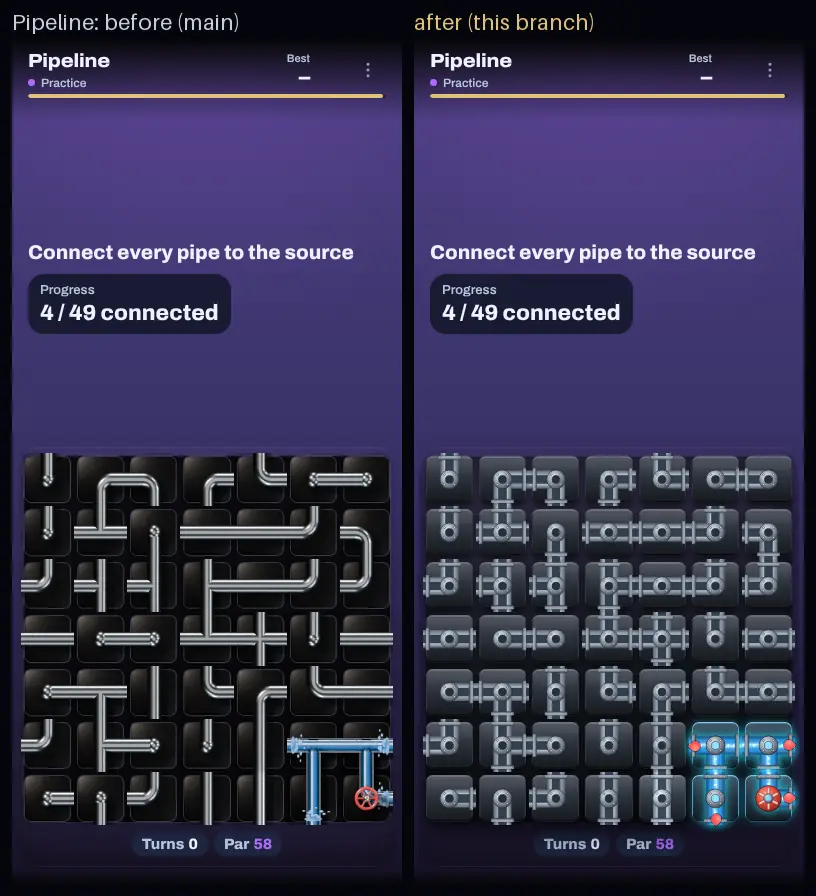 Pipeline: before (main)
Pipeline
Best
–
Practice
Connect every pipe to the source
Progress
4 / 49 connected
Turns 0
Par 58
after (this branch)
Pipeline
Best
–
Practice
Connect every pipe to the source
Progress
4 / 49 connected
Turns 0
Par 58